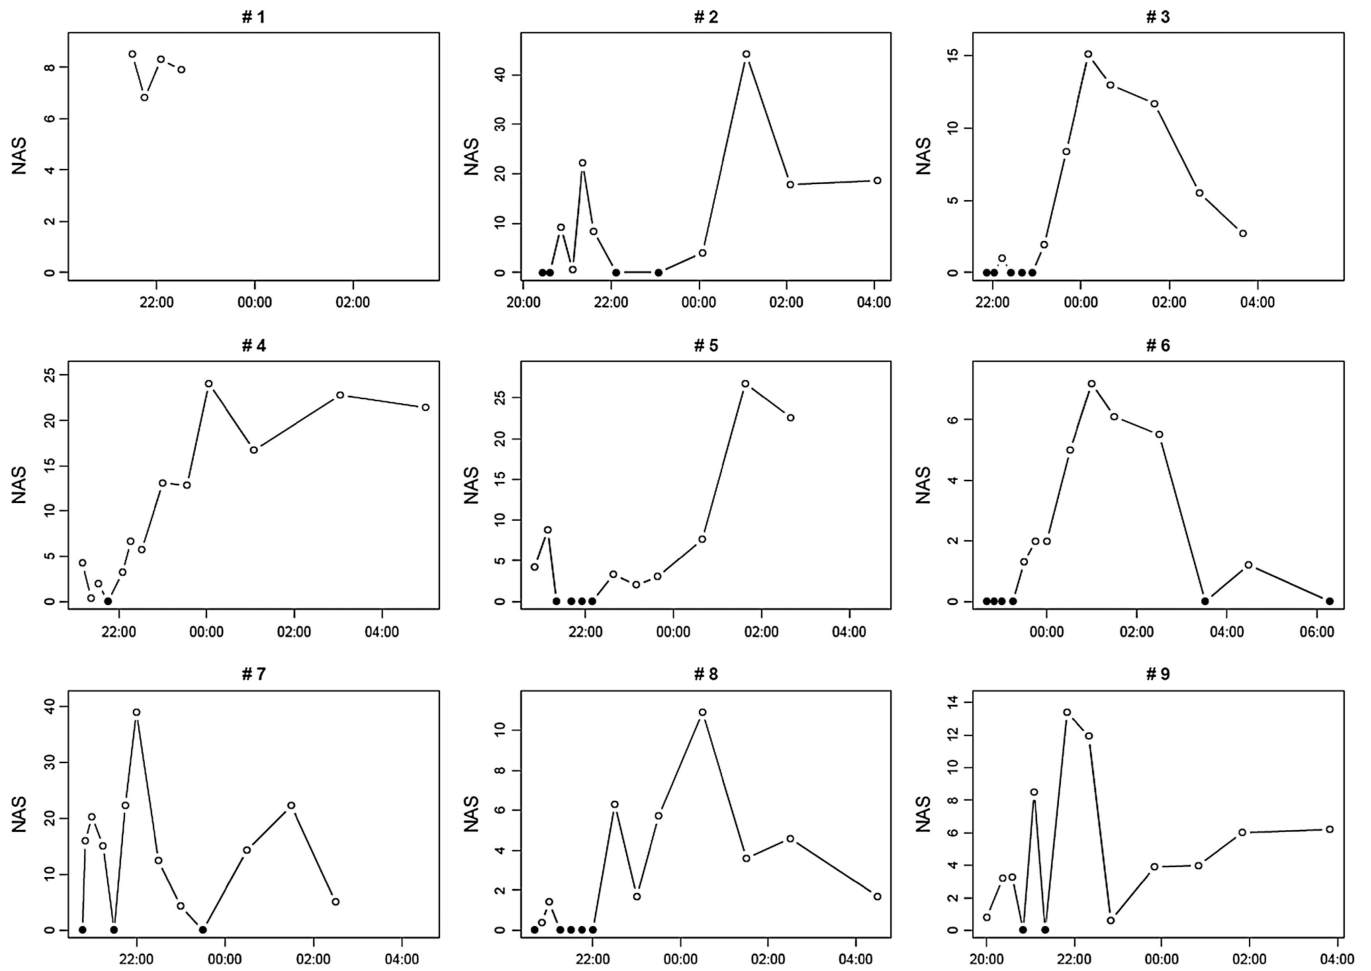 # 1 # 2 # 3
NAS 0 2 4 6 8
22:00 00:00 02:00
NAS 0 10 20 30 40
20:00 22:00 00:00 02:00 04:00
NAS 0 5 10 15
22:00 00:00 02:00 04:00
# 4 # 5 # 6
NAS 0 5 10 15 20 25
22:00 00:00 02:00 04:00
NAS 0 5 10 15 20 25
22:00 00:00 02:00 04:00
NAS 0 2 4 6
00:00 02:00 04:00 06:00
# 7 # 8 # 9
NAS 0 10 20 30 40
22:00 00:00 02:00 04:00
NAS 0 2 4 6 8 10
22:00 00:00 02:00 04:00
NAS 0 2 4 6 8 10 12 14
20:00 22:00 00:00 02:00 04:00